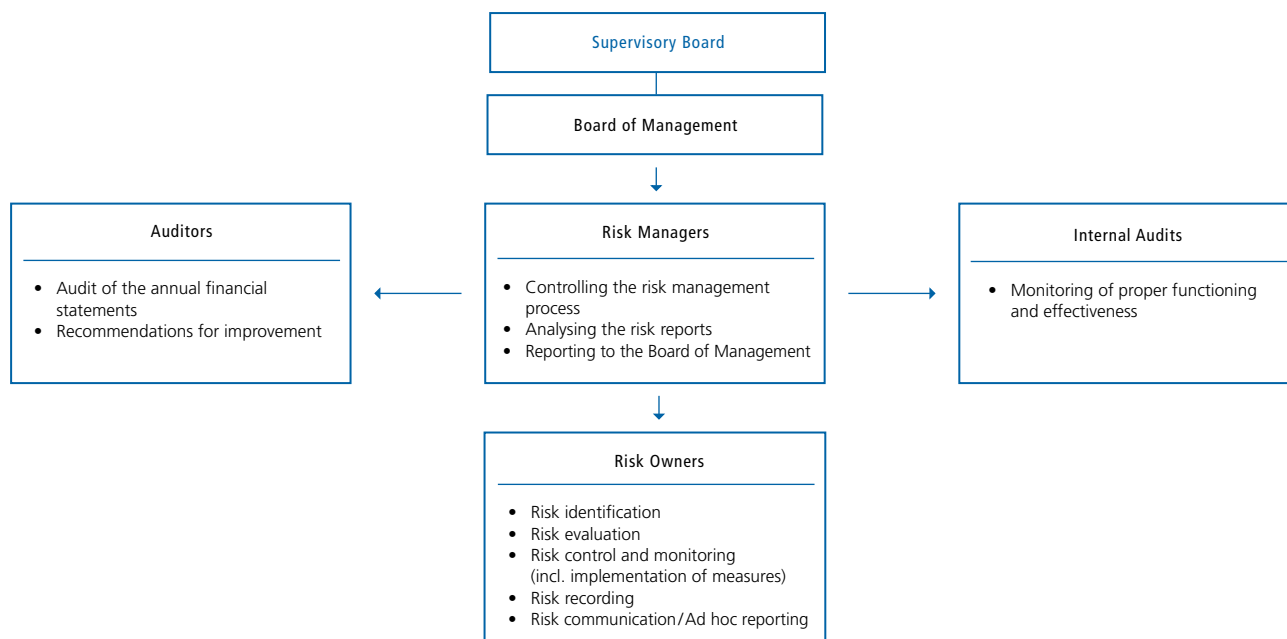 Supervisory Board
Board of Management
Auditors
• Audit of the annual financial
statements
• Recommendations for improvement
Risk Managers
• Controlling the risk management
process
• Analysing the risk reports
• Reporting to the Board of Management
Internal Audits
• Monitoring of proper functioning
and effectiveness
Risk Owners
• Risk identification
• Risk evaluation
• Risk control and monitoring
(incl. implementation of measures)
• Risk recording
• Risk communication/Ad hoc reporting